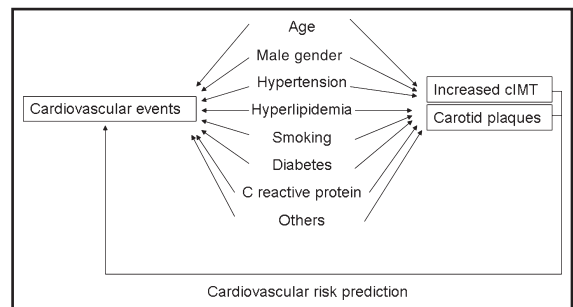 Age
Male gender
Hypertension
Hyperlipidemia
Smoking
Diabetes
C reactive protein
Others
Cardiovascular events
Increased cIMT
Carotid plaques
Cardiovascular risk prediction